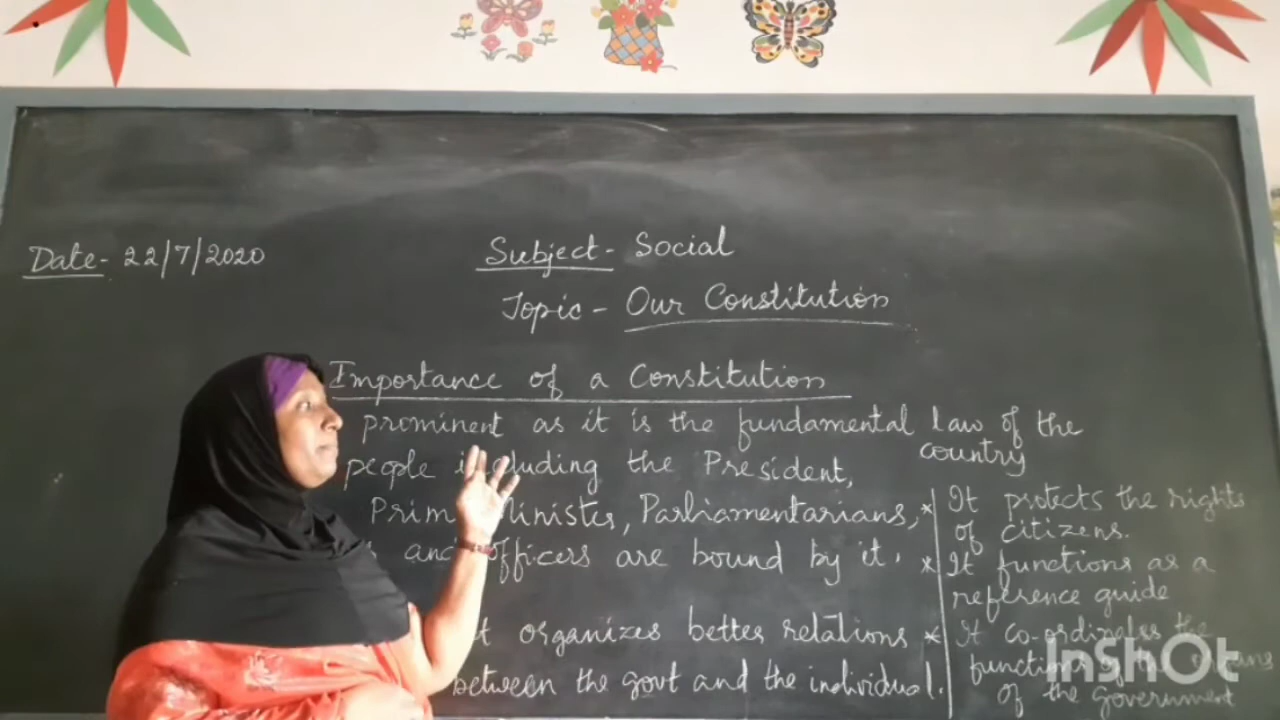 Date- 22/7/2020
Subject- Social
Topic- Our Constitution
Importance of a Constitution
prominent as it is the fundamental law of the
country
people including the President,
Prime Minister, Parliamentarians,
and officers are bound by it.
It organizes better relations
between the govt and the individual.
* It protects the rights
of citizens.
* It functions as a
reference guide
* It co-ordinates the
functions of the organs
of the Government
InShOt